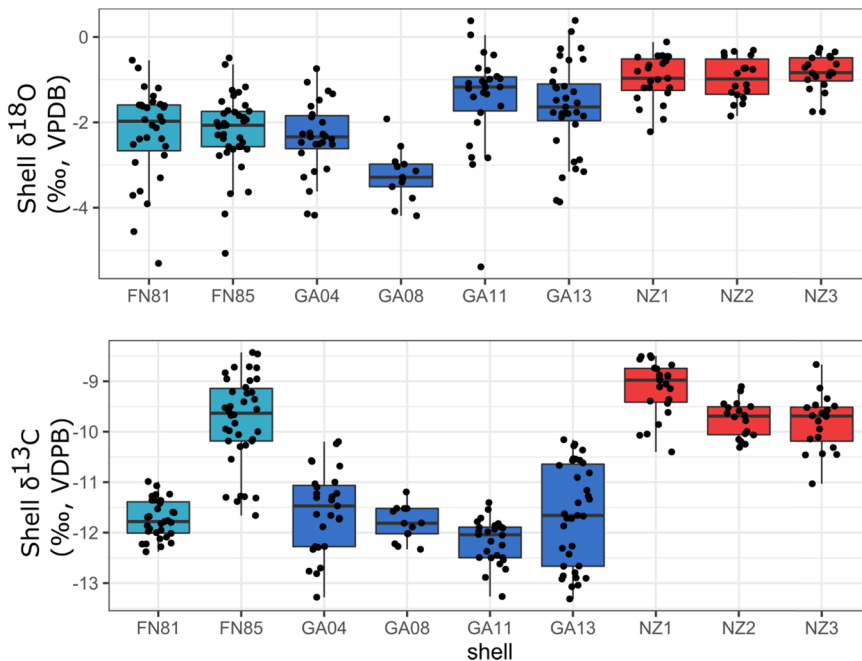 Shell δ18O
(‰, VPDB)
0
-2
-4
FN81 FN85 GA04 GA08 GA11 GA13 NZ1 NZ2 NZ3
Shell δ13C
(‰, VDPB)
-9
-10
-11
-12
-13
FN81 FN85 GA04 GA08 GA11 GA13 NZ1 NZ2 NZ3
shell